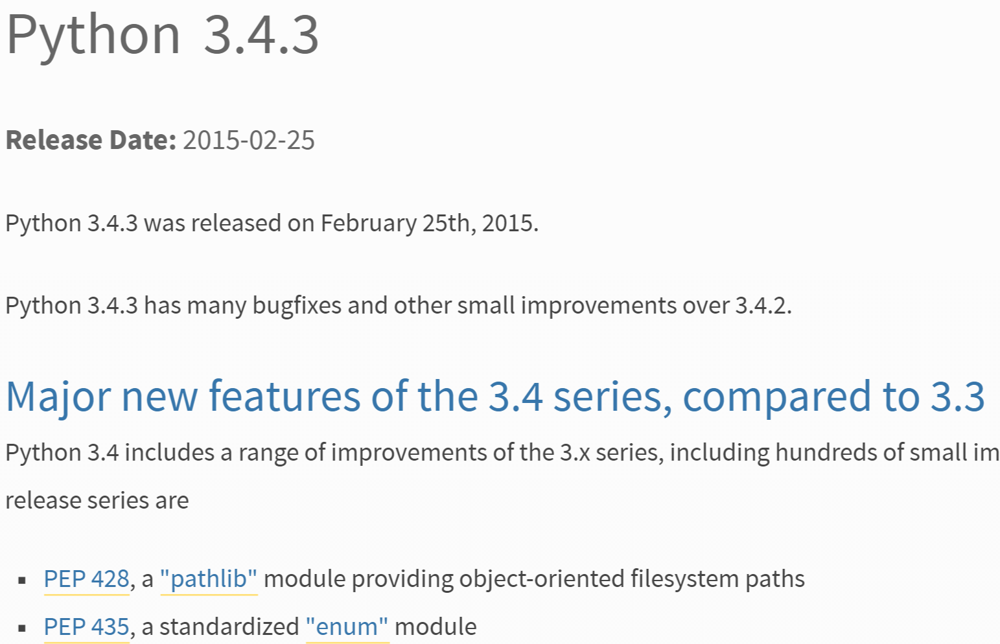 Python 3.4.3
Release Date: 2015-02-25
Python 3.4.3 was released on February 25th, 2015.
Python 3.4.3 has many bugfixes and other small improvements over 3.4.2.
Major new features of the 3.4 series, compared to 3.3
Python 3.4 includes a range of improvements of the 3.x series, including hundreds of small im
release series are
▪ PEP 428, a "pathlib" module providing object-oriented filesystem paths
▪ PEP 435, a standardized "enum" module